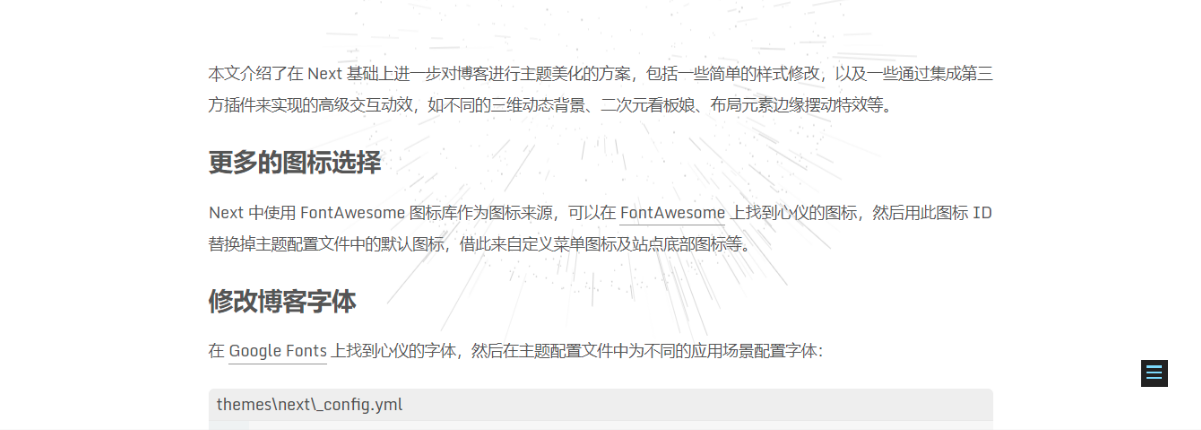 本文介绍了在 Next 基础上进一步对博客进行主题美化的方案，包括一些简单的样式修改，以及一些通过集成第三
方插件来实现的高级交互动效，如不同的三维动态背景、二次元看板娘、布局元素边缘摆动特效等。
更多的图标选择
Next 中使用 FontAwesome 图标库作为图标来源，可以在 FontAwesome 上找到心仪的图标，然后用此图标 ID
替换掉主题配置文件中的默认图标，借此来自定义菜单图标及站点底部图标等。
修改博客字体
在 Google Fonts 上找到心仪的字体，然后在主题配置文件中为不同的应用场景配置字体：
themes\next\_config.yml